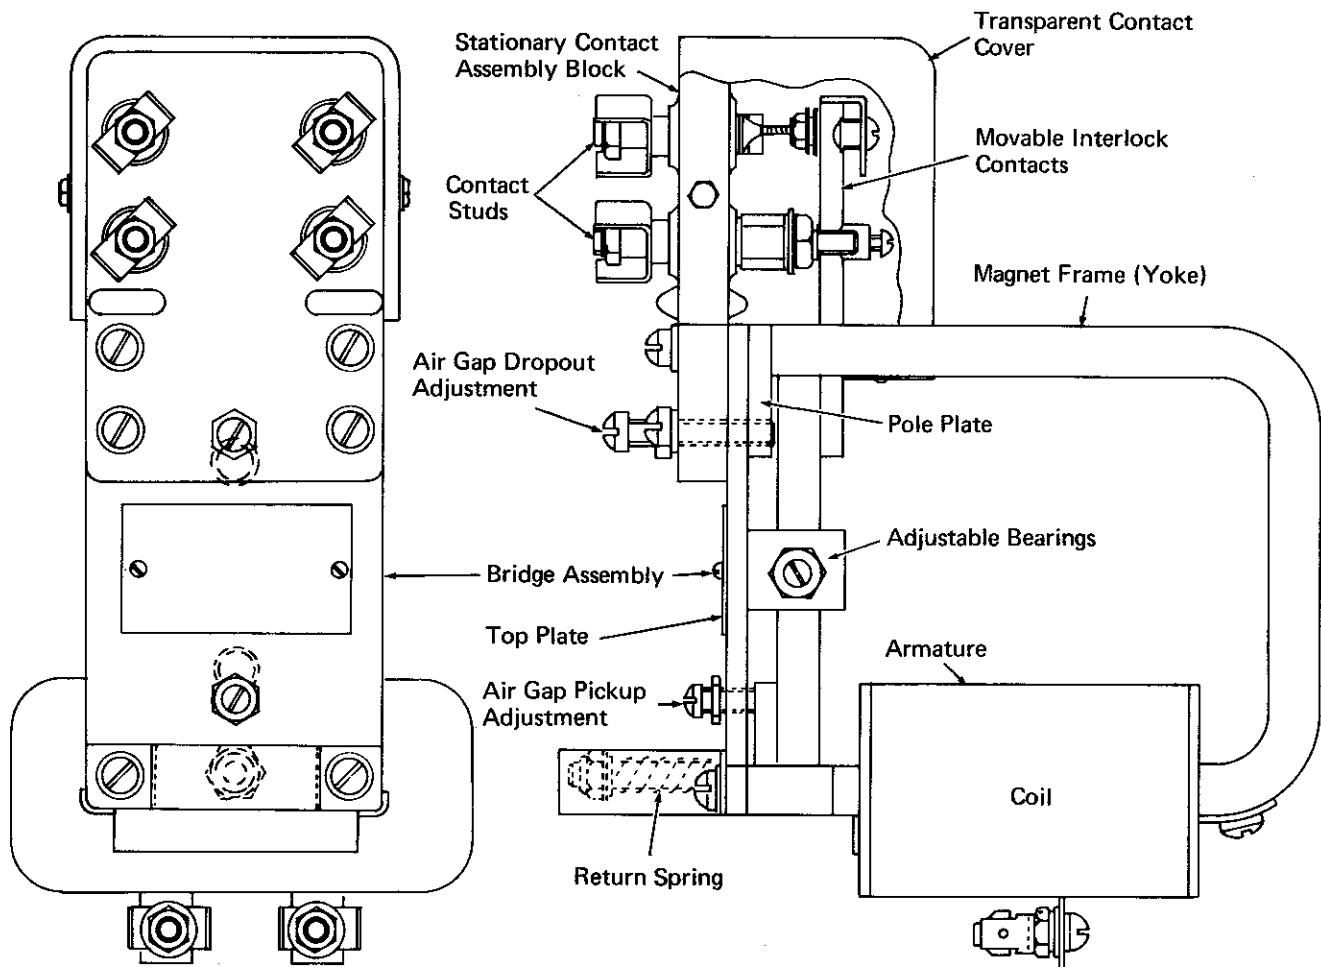 Transparent Contact
Cover
Stationary Contact
Assembly Block
Movable Interlock
Contacts
Contact
Studs
Magnet Frame (Yoke)
Air Gap Dropout
Adjustment
Pole Plate
Adjustable Bearings
Bridge Assembly
Top Plate
Armature
Air Gap Pickup
Adjustment
Coil
Return Spring